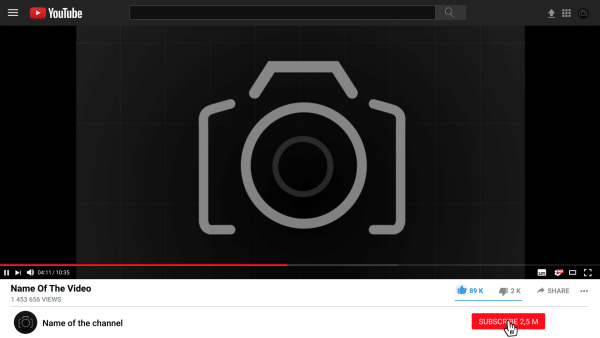 YouTube
04:11 / 10:35
Name Of The Video
1 453 656 VIEWS
89 K
2 K
SHARE
Name of the channel
SUBSCRIBE 2,5 M